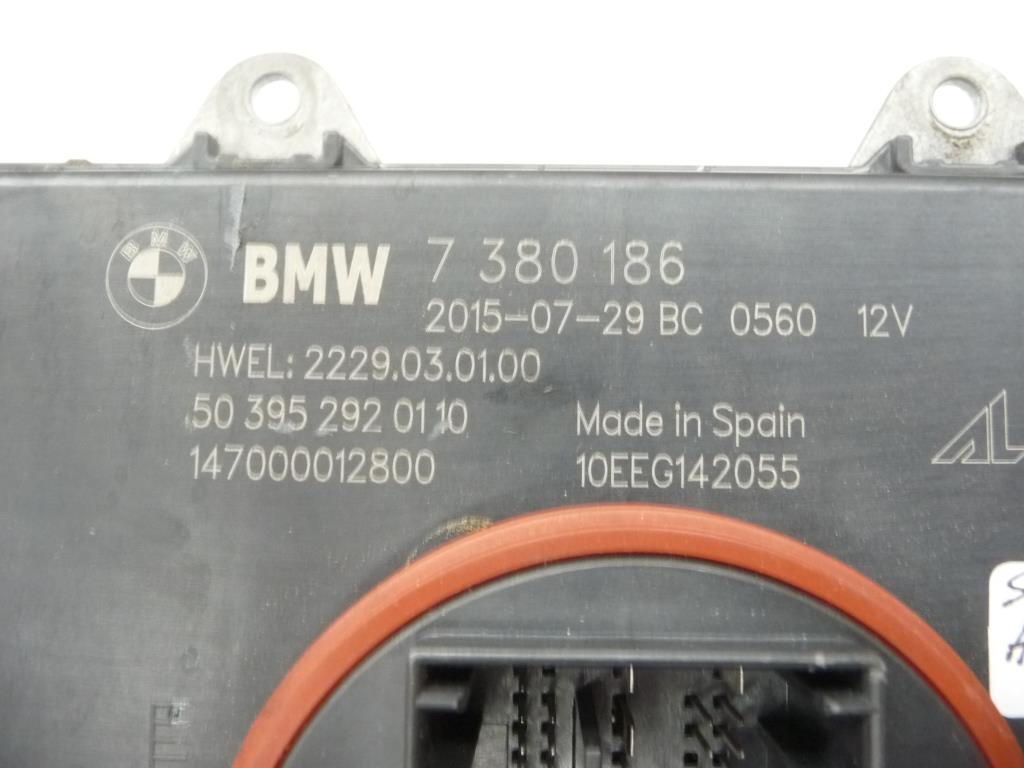 BMW BMW 7 380 186
2015-07-29 BC 0560 12V
HWEL: 2229.03.01.00
50 395 292 01 10 Made in Spain
147000012800 10EEG142055